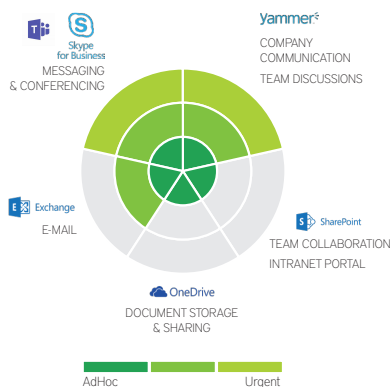 Skype
for Business
MESSAGING
& CONFERENCING
yammer
COMPANY
COMMUNICATION
TEAM DISCUSSIONS
E Exchange
E-MAIL
S SharePoint
TEAM COLLABORATION
INTRANET PORTAL
OneDrive
DOCUMENT STORAGE
& SHARING
AdHoc
Urgent